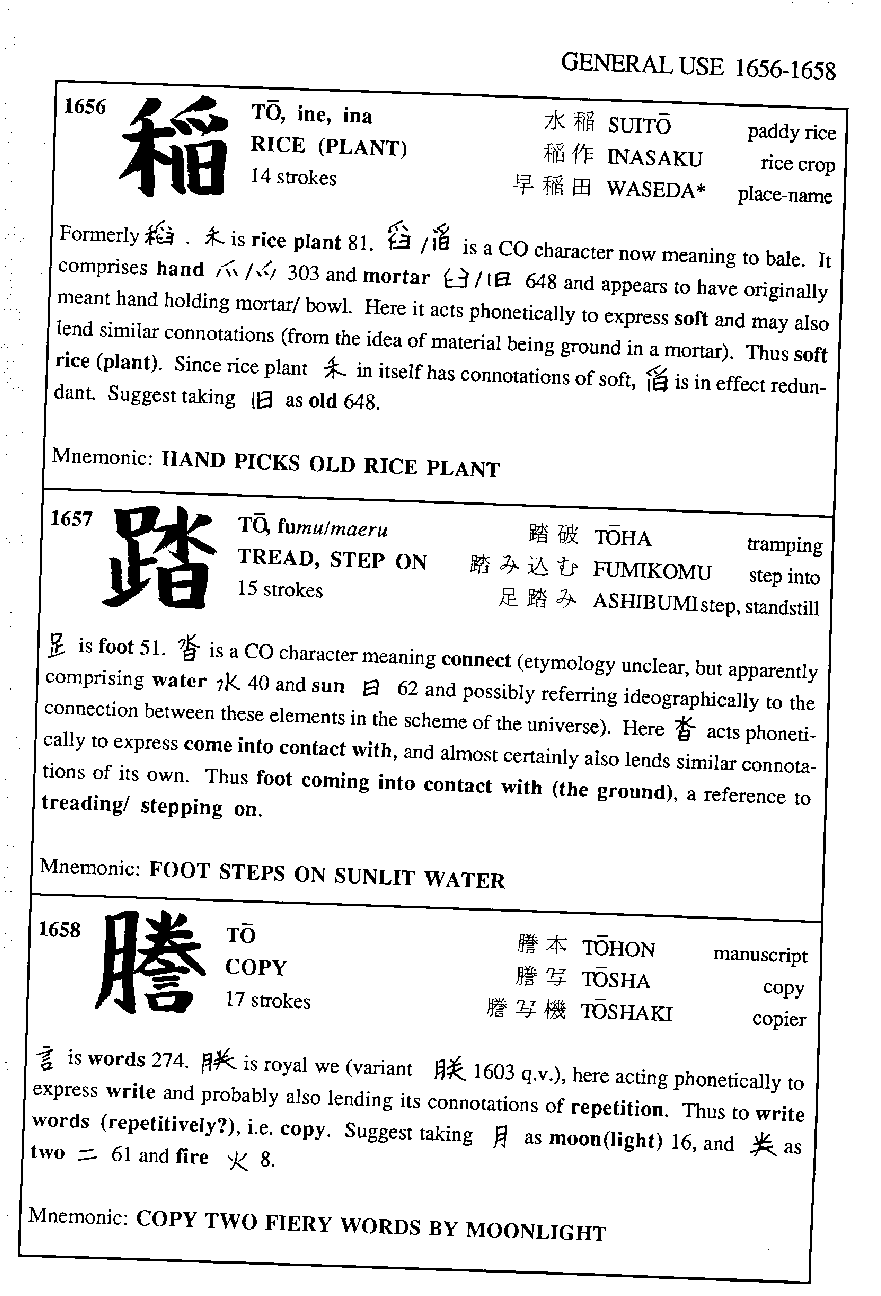 GENERAL USE 1656-1658
1656 稲 TŌ, ine, ina 水稲 SUITŌ paddy rice
RICE (PLANT) 稲作 INASAKU rice crop
14 strokes 早稲田 WASEDA* place-name
Formerly 稻. 禾 is rice plant 81. 舀/ is a CO character now meaning to bale. It
comprises hand 爫/ 303 and mortar 臼/旧 648 and appears to have originally
meant hand holding mortar/ bowl. Here it acts phonetically to express soft and may also
lend similar connotations (from the idea of material being ground in a mortar). Thus soft
rice (plant). Since rice plant 禾 in itself has connotations of soft, is in effect redun-
dant. Suggest taking 旧 as old 648.
Mnemonic: HAND PICKS OLD RICE PLANT
1657 踏 TŌ, fumu/maeru 踏破 TŌHA tramping
TREAD, STEP ON 踏み込む FUMIKOMU step into
15 strokes 足踏み ASHIBUMI step, standstill
𧾷 is foot 51. 沓 is a CO character meaning connect (etymology unclear, but apparently
comprising water 水 40 and sun 日 62 and possibly referring ideographically to the
connection between these elements in the scheme of the universe). Here 沓 acts phoneti-
cally to express come into contact with, and almost certainly also lends similar connota-
tions of its own. Thus foot coming into contact with (the ground), a reference to
treading/ stepping on.
Mnemonic: FOOT STEPS ON SUNLIT WATER
1658 謄 TŌ 謄本 TŌHON manuscript
COPY 謄写 TŌSHA copy
17 strokes 謄写機 TŌSHAKI copier
言 is words 274. is royal we (variant 朕 1603 q.v.), here acting phonetically to
express write and probably also lending its connotations of repetition. Thus to write
words (repetitively?), i.e. copy. Suggest taking 月 as moon(light) 16, and as
two 二 61 and fire 火 8.
Mnemonic: COPY TWO FIERY WORDS BY MOONLIGHT